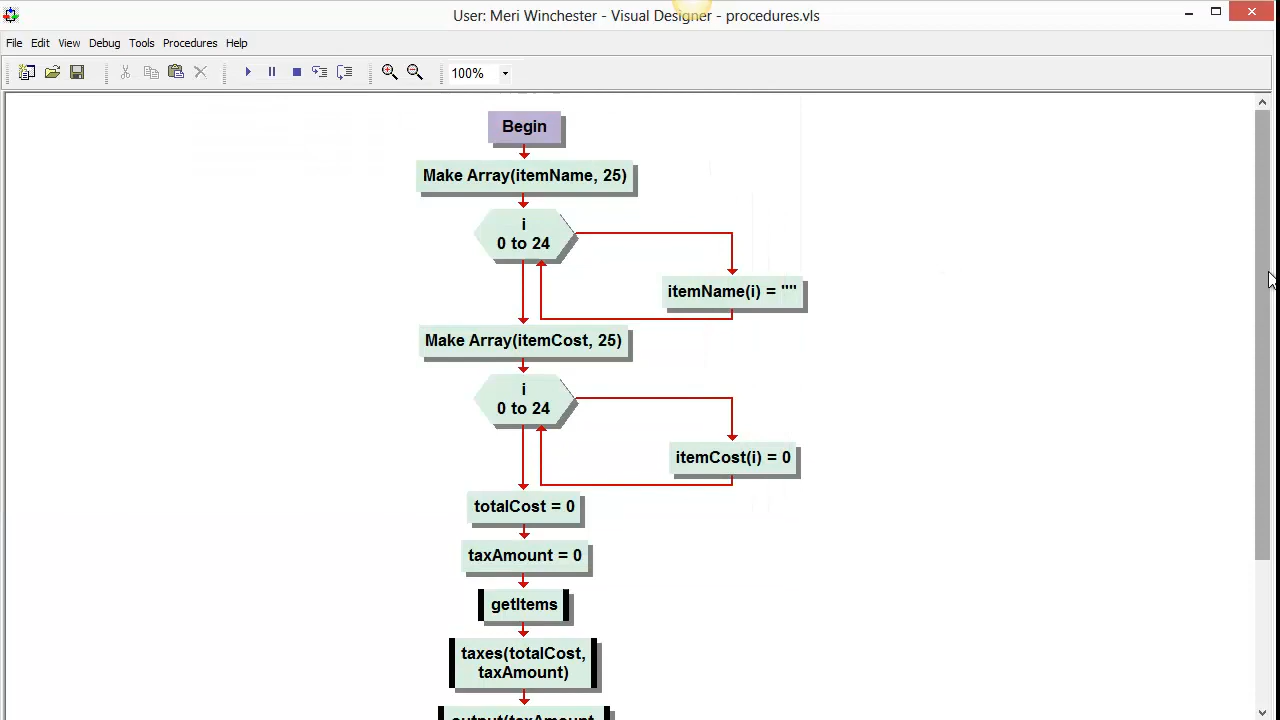 User: Meri Winchester - Visual Designer - procedures.vls
File Edit View Debug Tools Procedures Help
100%
Begin
Make Array(itemName, 25)
i
0 to 24
itemName(i) = ""
Make Array(itemCost, 25)
i
0 to 24
itemCost(i) = 0
totalCost = 0
taxAmount = 0
getItems
taxes(totalCost,
taxAmount)
output(taxAmount